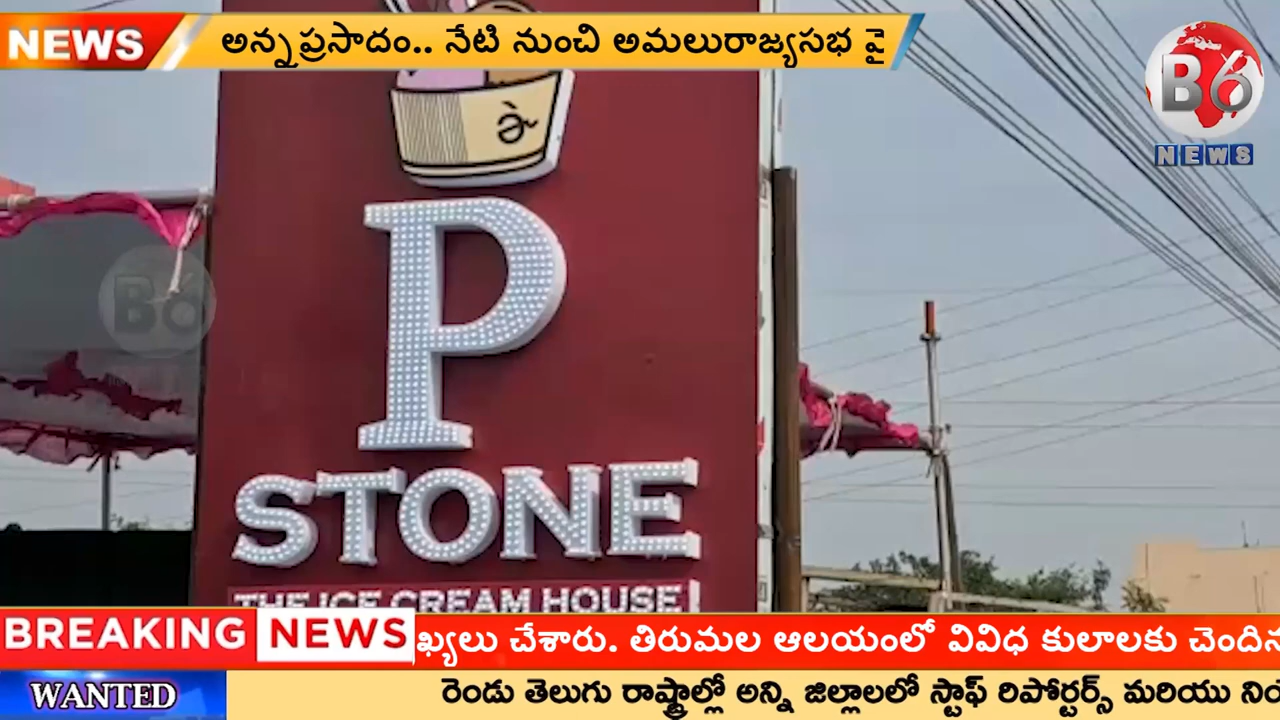 NEWS
అన్నప్రసాదం.. నేటి నుంచి అమలురాజ్యసభ వై
B6
NEWS
B6
P
STONE
THE ICE CREAM HOUSE!
BREAKING NEWS
ఖ్యలు చేశారు. తిరుమల ఆలయంలో వివిధ కులాలకు చెందిన
WANTED
రెండు తెలుగు రాష్ట్రాల్లో అన్ని జిల్లాలలో స్టాఫ్ రిపోర్టర్స్ మరియు